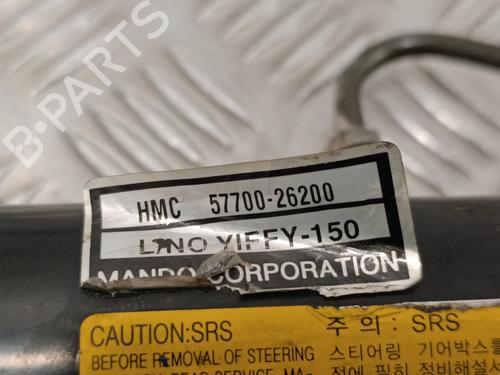 B-PARTS
HMC 57700-26200
YIFFY-150
MANDO CORPORATION
CAUTION:SRS
주 의 : SRS
BEFORE REMOVAL OF STEERING
스티어링 기어박스를